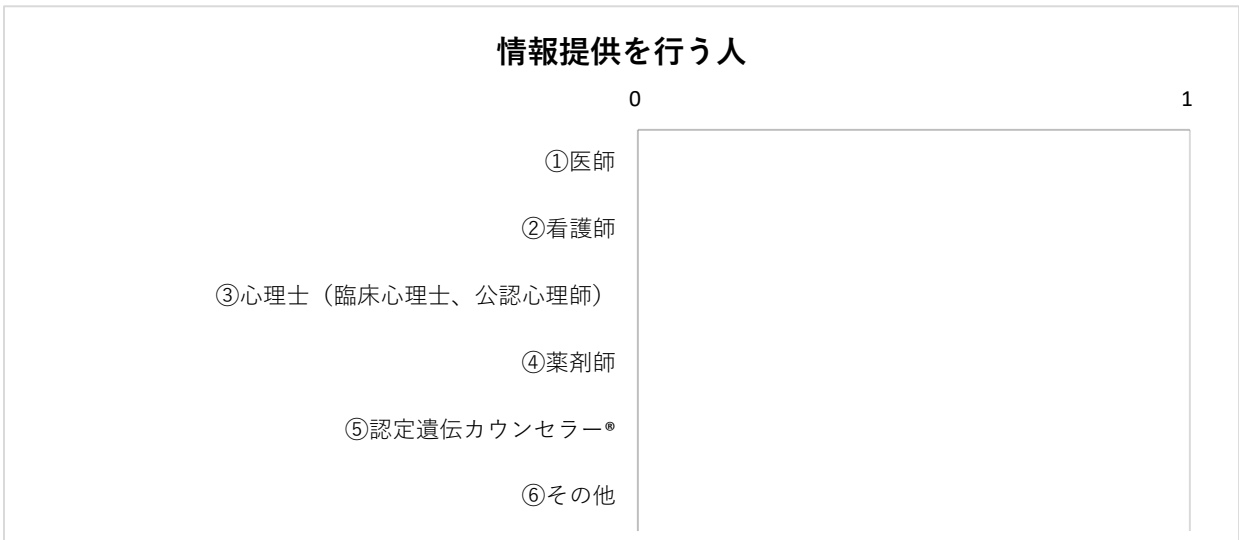 情報提供を行う人
0 1
①医師
②看護師
③心理士（臨床心理士、公認心理師）
④薬剤師
⑤認定遺伝カウンセラー®
⑥その他